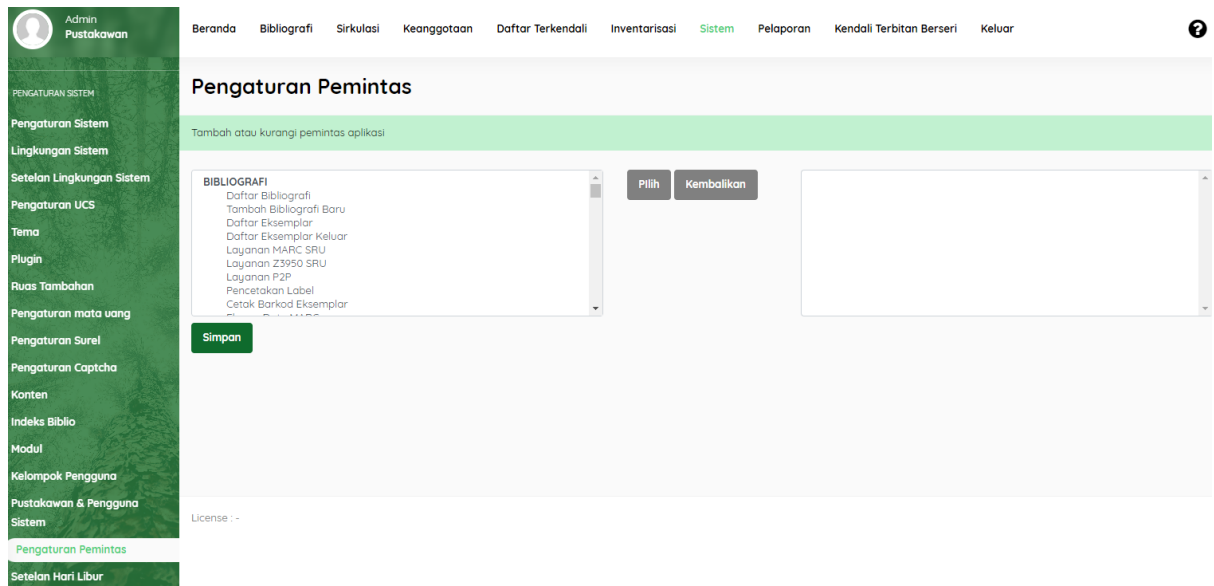 Admin
Pustakawan
Beranda Bibliografi Sirkulasi Keanggotaan Daftar Terkendali Inventarisasi Sistem Pelaporan Kendali Terbitan Berseri Keluar
PENGATURAN SISTEM
Pengaturan Sistem
Lingkungan Sistem
Setelan Lingkungan Sistem
Pengaturan UCS
Tema
Plugin
Ruas Tambahan
Pengaturan mata uang
Pengaturan Surel
Pengaturan Captcha
Konten
Indeks Biblio
Modul
Kelompok Pengguna
Pustakawan & Pengguna
Sistem
Pengaturan Pemintas
Setelan Hari Libur
Pengaturan Pemintas
Tambah atau kurangi pemintas aplikasi
BIBLIOGRAFI
Daftar Bibliografi
Tambah Bibliografi Baru
Daftar Eksemplar
Daftar Eksemplar Keluar
Layanan MARC SRU
Layanan Z3950 SRU
Layanan P2P
Pencetakan Label
Cetak Barkod Eksemplar
PIlih Kembalikan
Simpan
License : -